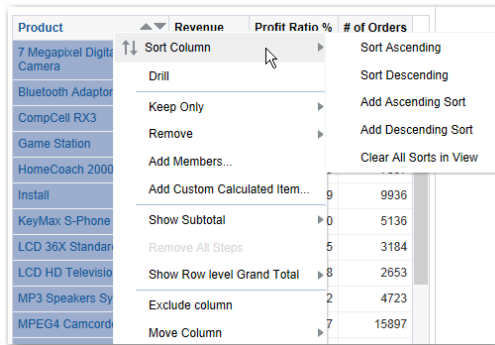 Product Revenue Profit Ratio % # of Orders
7 Megapixel Digita
Camera
Bluetooth Adaptor
CompCell RX3
Game Station
HomeCoach 2000
Install 9 9936
KeyMax S-Phone 0 5136
LCD 36X Standar 5 3184
LCD HD Televisio 8 2653
MP3 Speakers Sy 2 4723
MPEG4 Camcord 7 15897
Sort Column
Drill
Keep Only
Remove
Add Members...
Add Custom Calculated Item...
Show Subtotal
Remove All Steps
Show Row level Grand Total
Exclude column
Move Column
Sort Ascending
Sort Descending
Add Ascending Sort
Add Descending Sort
Clear All Sorts in View